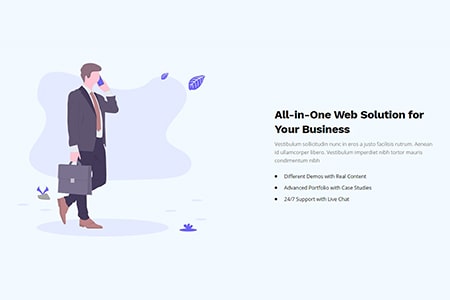 All-in-One Web Solution for
Your Business
Vestibulum sollicitudin nunc in eros a justo facilisis rutrum. Aenean
id ullamcorper libero. Vestibulum imperdiet nibh tortor mauris
condimentum nibh
Different Demos with Real Content
Advanced Portfolio with Case Studies
24/7 Support with Live Chat